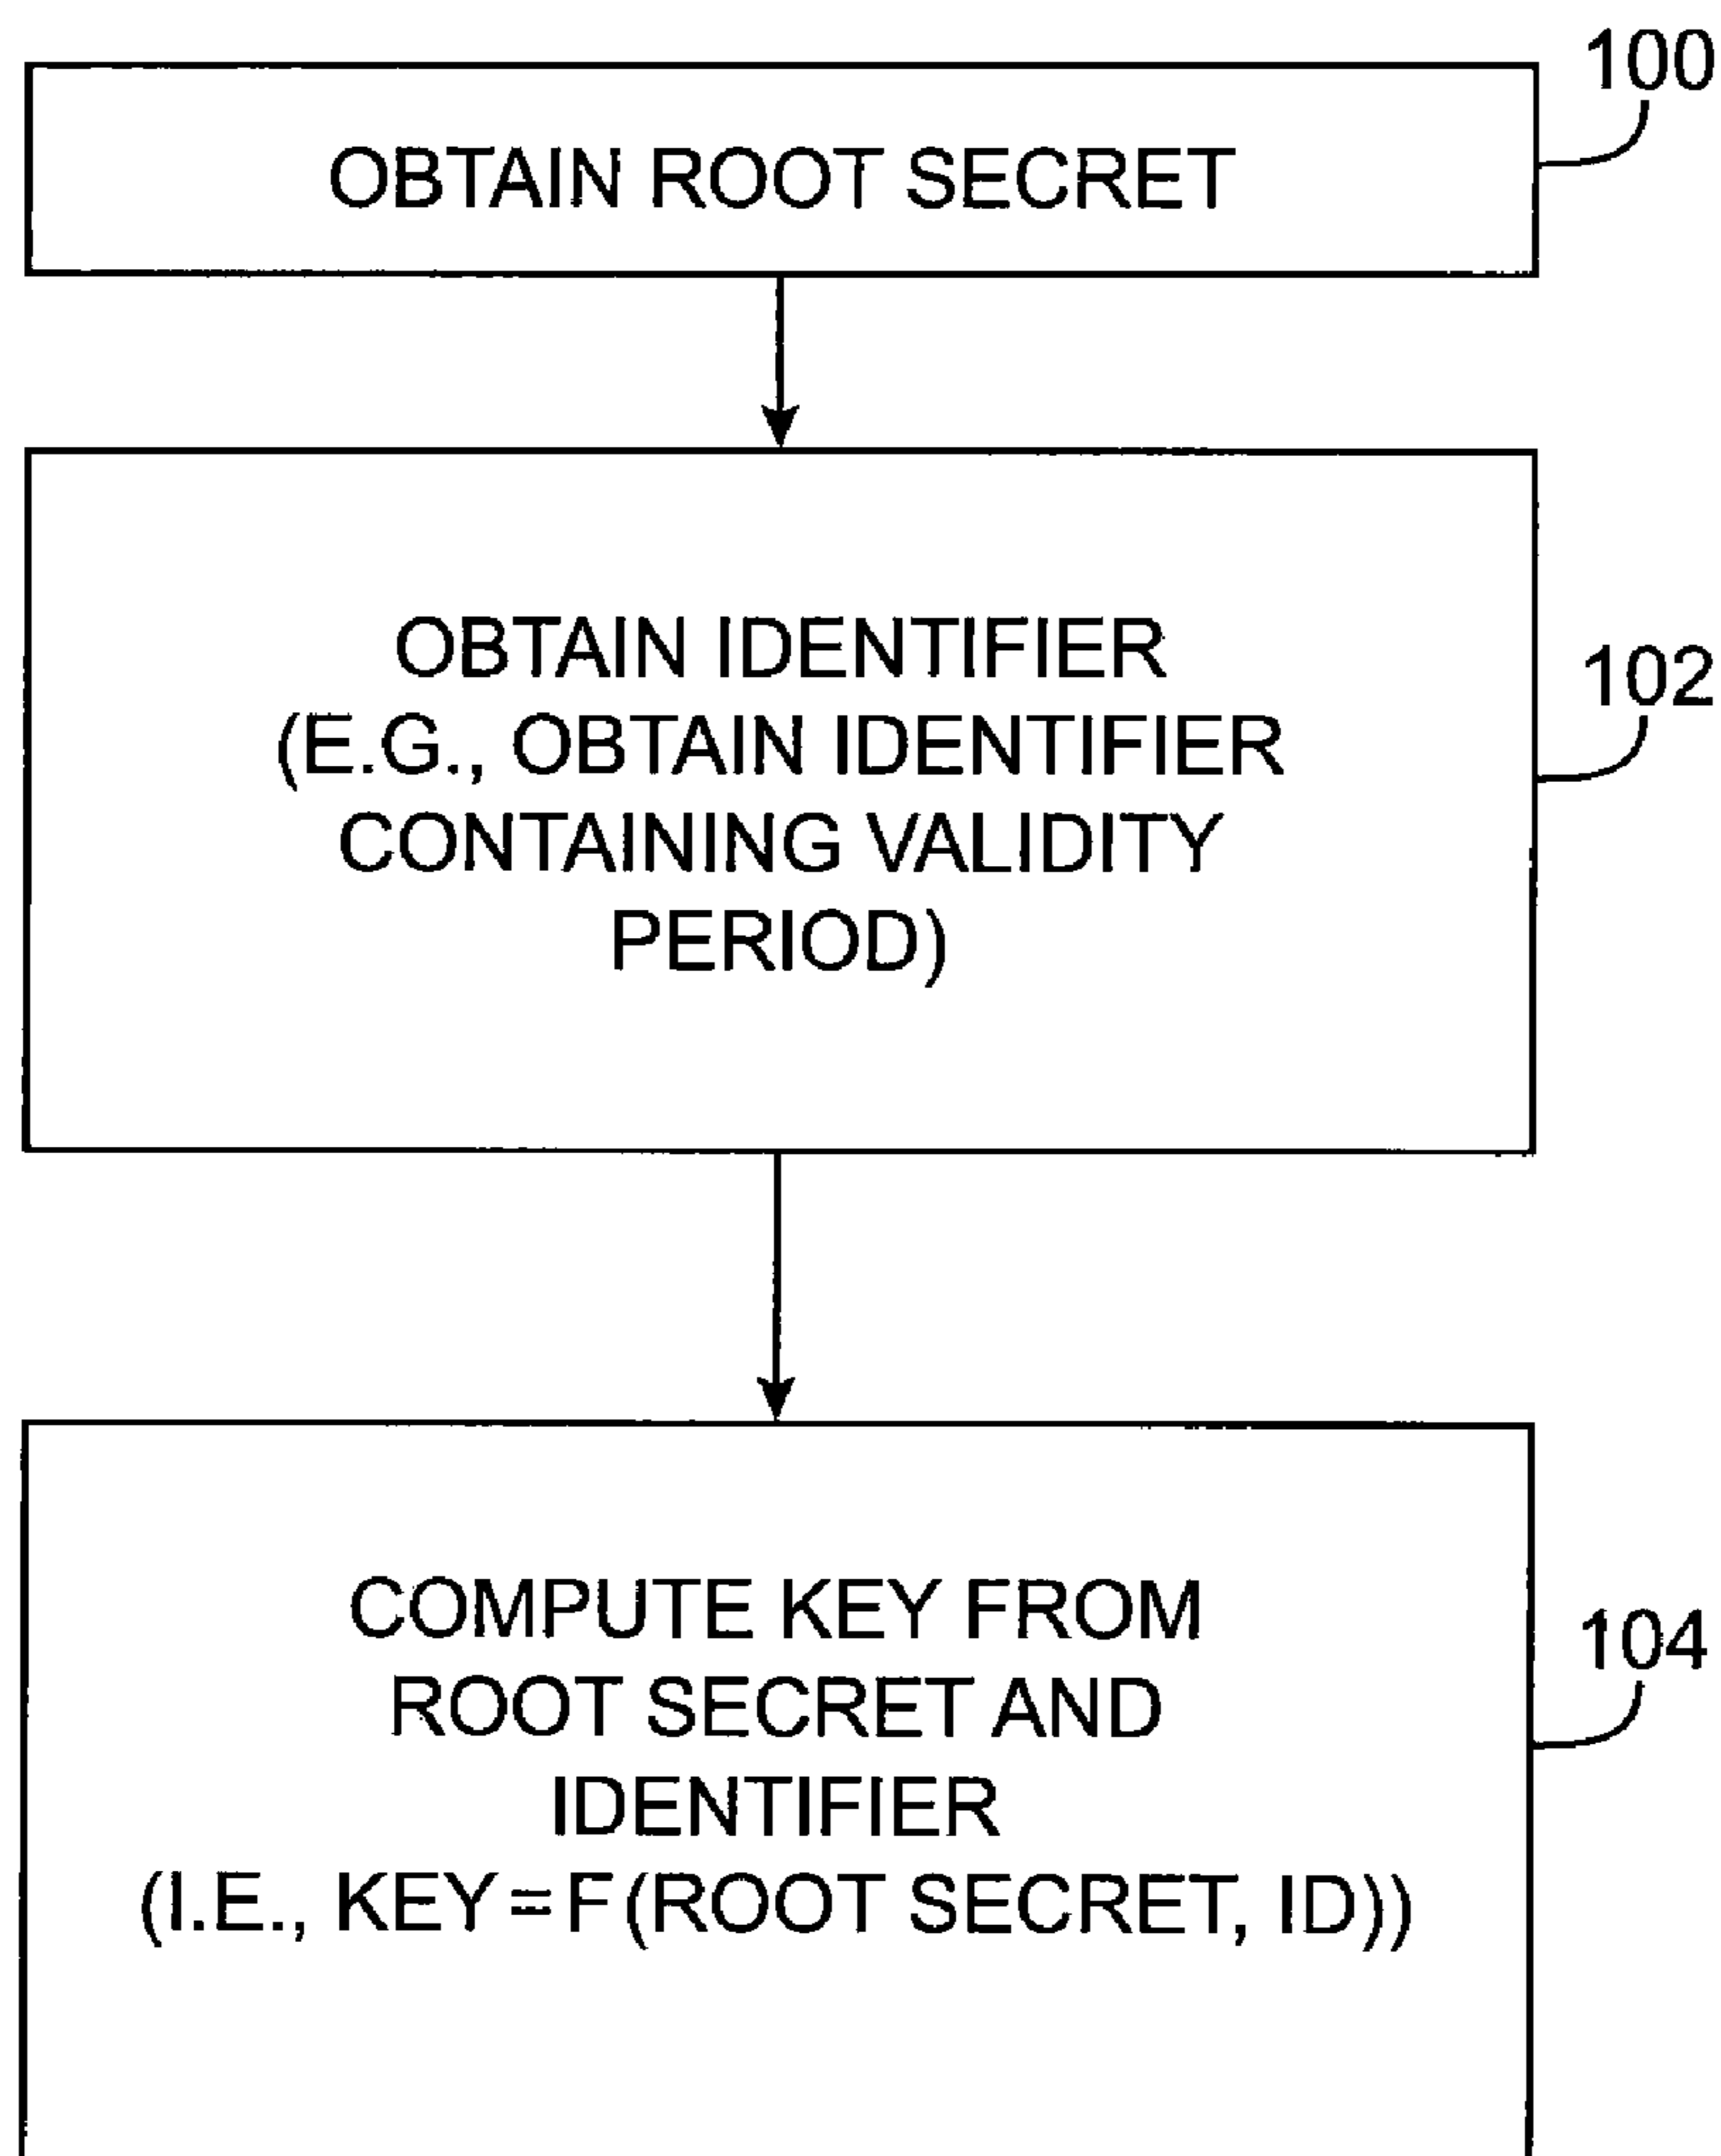 100
OBTAIN ROOT SECRET
OBTAIN IDENTIFIER
(E.G., OBTAIN IDENTIFIER
CONTAINING VALIDITY
PERIOD)
102
COMPUTE KEY FROM
ROOT SECRET AND
IDENTIFIER
(I.E., KEY = F(ROOT SECRET, ID))
104